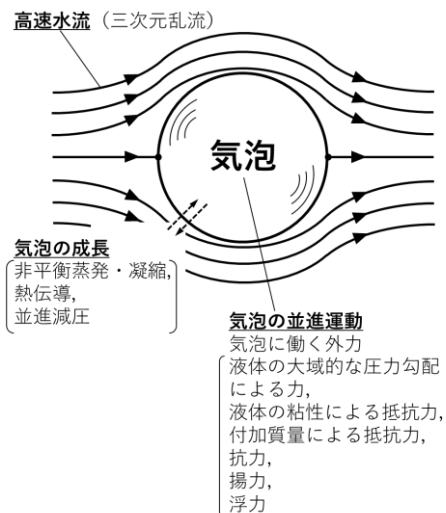 高速水流（三次元乱流）
気泡
気泡の成長
非平衡蒸発・凝縮,
熱伝導,
並進減圧
気泡の並進運動
気泡に働く外力
液体の大域的な圧力勾配
による力,
液体の粘性による抵抗力,
付加質量による抵抗力,
抗力,
揚力,
浮力